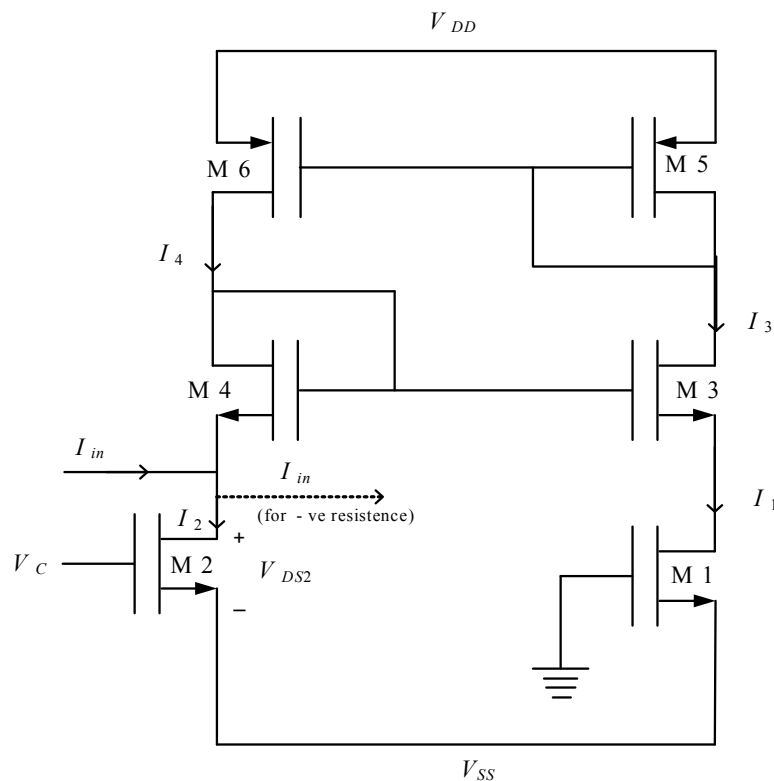 V DD
M 6
M 5
I 4
I 3
M 4
M 3
I in
I in
(for - ve resistence)
I 1
I 2
+
V C
M 2
V DS2
M 1
–
V SS